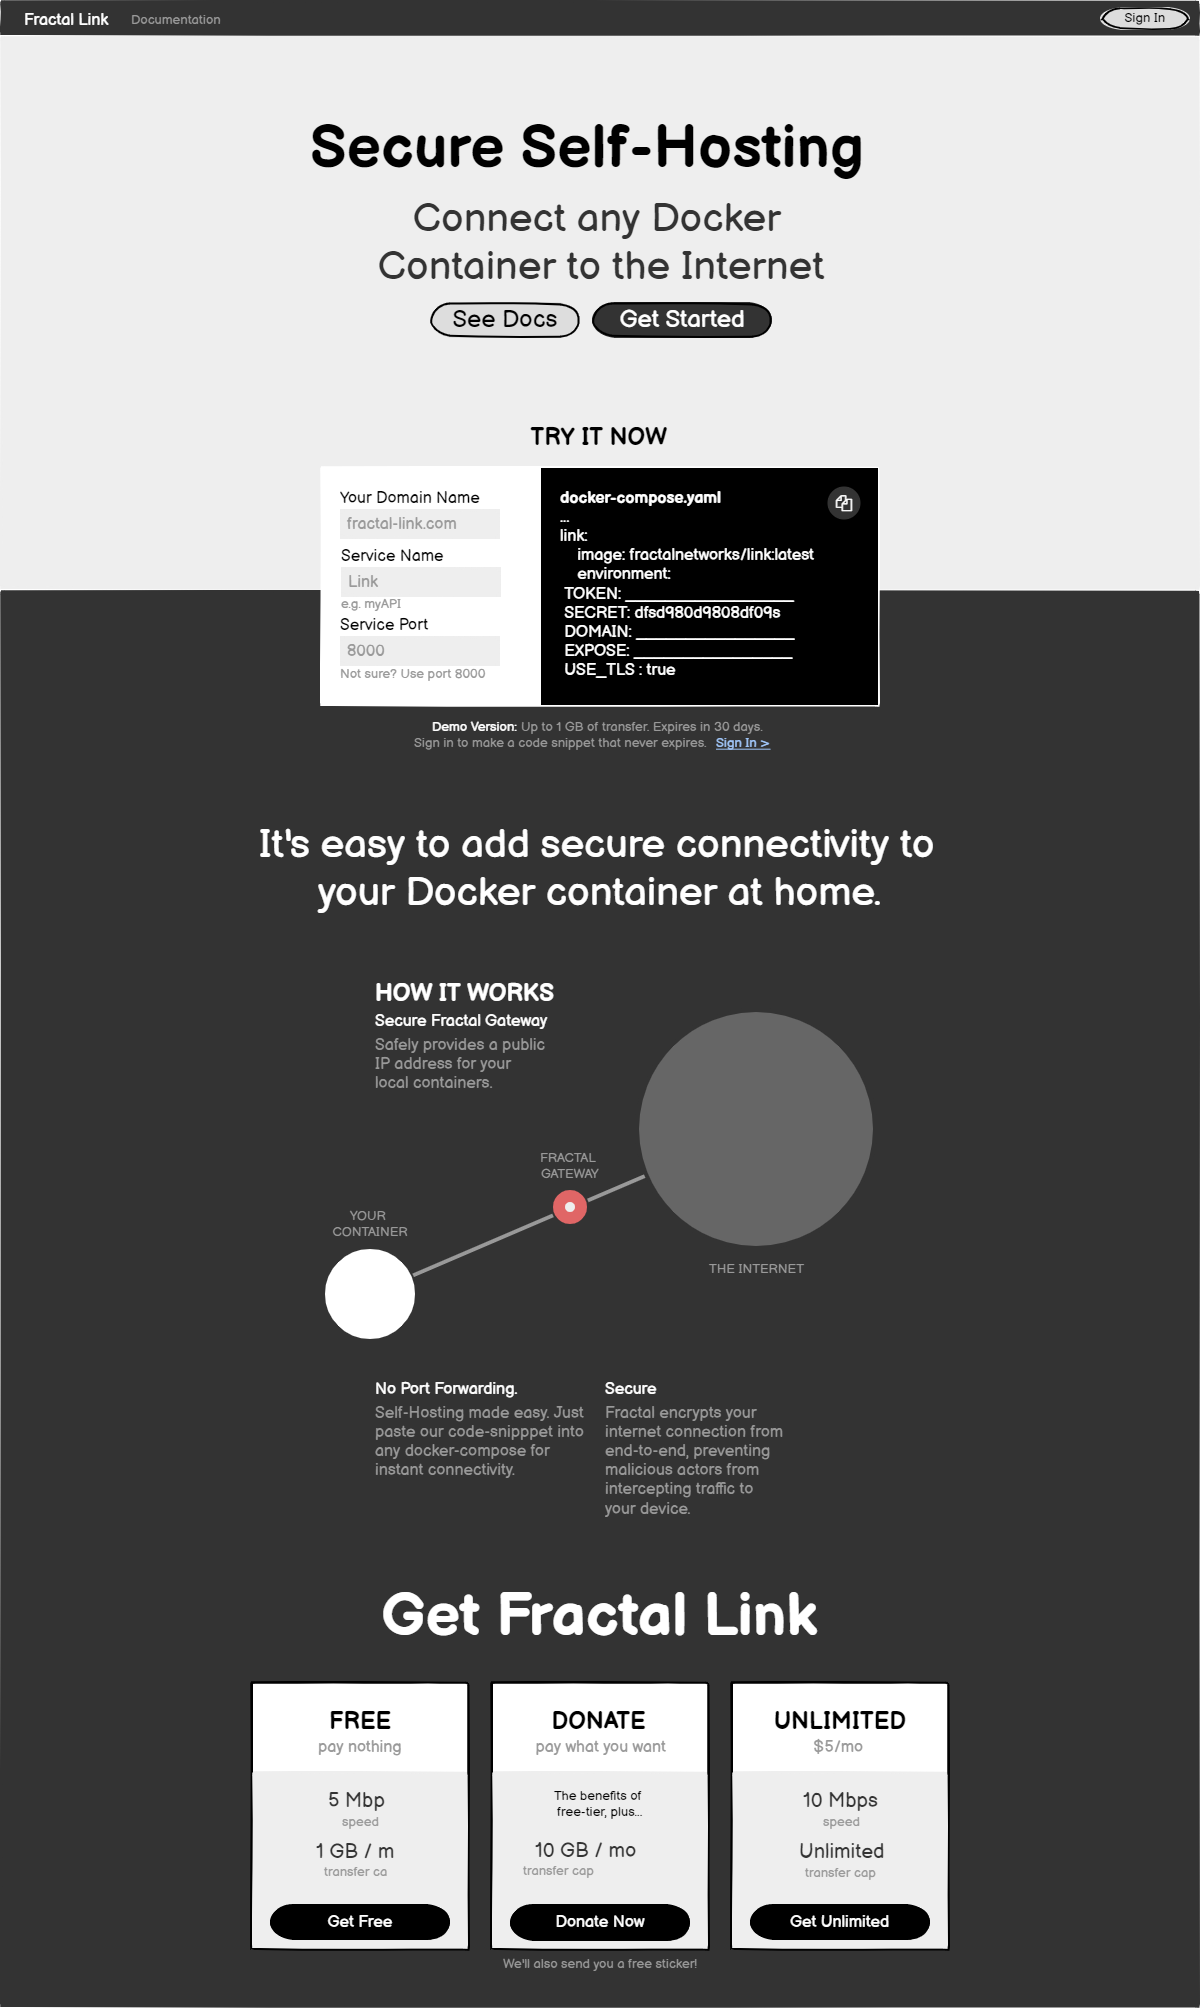 Fractal Link
Documentation
Sign In
Secure Self-Hosting
Connect any Docker
Container to the Internet
See Docs
Get Started
TRY IT NOW
Your Domain Name
fractal-link.com
Service Name
Link
e.g. myAPI
Service Port
8000
Not sure? Use port 8000
docker-compose.yaml
...
link:
image: fractalnetworks/link:latest
environment:
TOKEN: ____________________
SECRET: dfsd980d9808df09s
DOMAIN: ___________________
EXPOSE: ___________________
USE_TLS : true
Demo Version: Up to 1 GB of transfer. Expires in 30 days.
Sign in to make a code snippet that never expires. Sign In >
It's easy to add secure connectivity to
your Docker container at home.
HOW IT WORKS
Secure Fractal Gateway
Safely provides a public
IP address for your
local containers.
FRACTAL
GATEWAY
YOUR
CONTAINER
THE INTERNET
No Port Forwarding.
Self-Hosting made easy. Just
paste our code-snipppet into
any docker-compose for
instant connectivity.
Secure
Fractal encrypts your
internet connection from
end-to-end, preventing
malicious actors from
intercepting traffic to
your device.
Get Fractal Link
FREE
pay nothing
5 Mbp
speed
1 GB / m
transfer ca
Get Free
DONATE
pay what you want
The benefits of
free-tier, plus...
10 GB / mo
transfer cap
Donate Now
UNLIMITED
$5/mo
10 Mbps
speed
Unlimited
transfer cap
Get Unlimited
We'll also send you a free sticker!